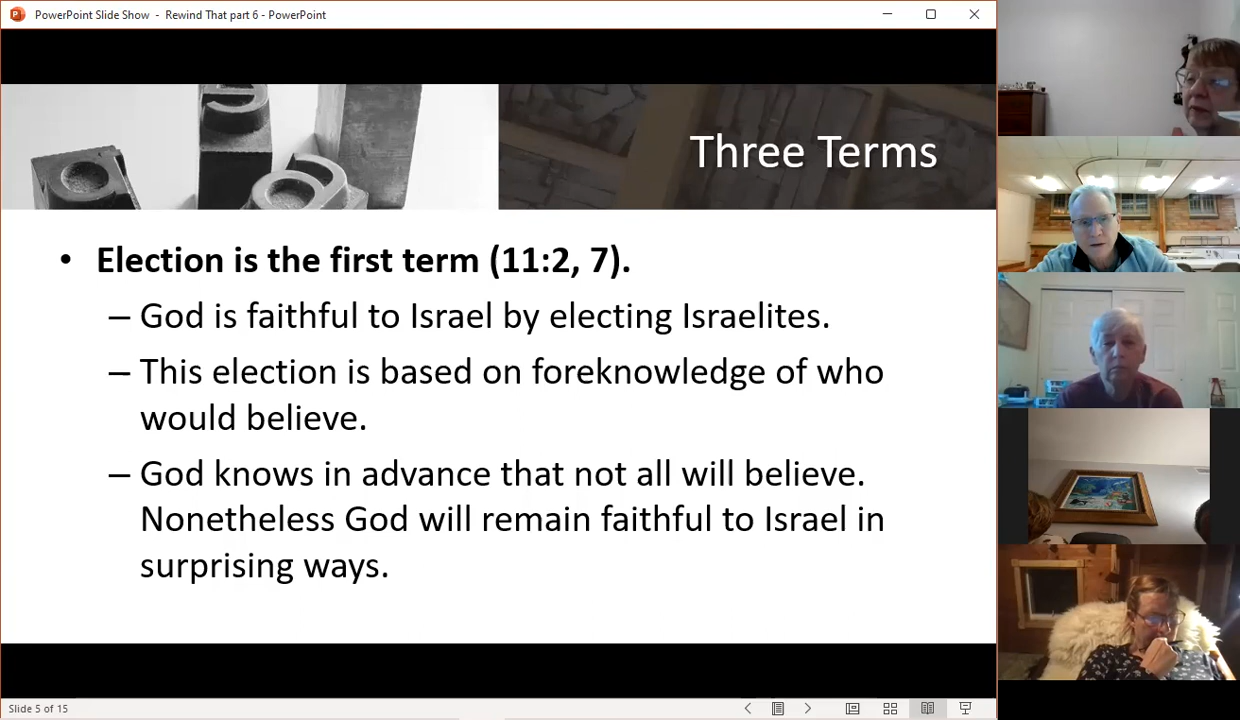 PowerPoint Slide Show - Rewind That part 6 - PowerPoint
Three Terms
• Election is the first term (11:2, 7).
– God is faithful to Israel by electing Israelites.
– This election is based on foreknowledge of who
would believe.
– God knows in advance that not all will believe.
Nonetheless God will remain faithful to Israel in
surprising ways.
Slide 5 of 15